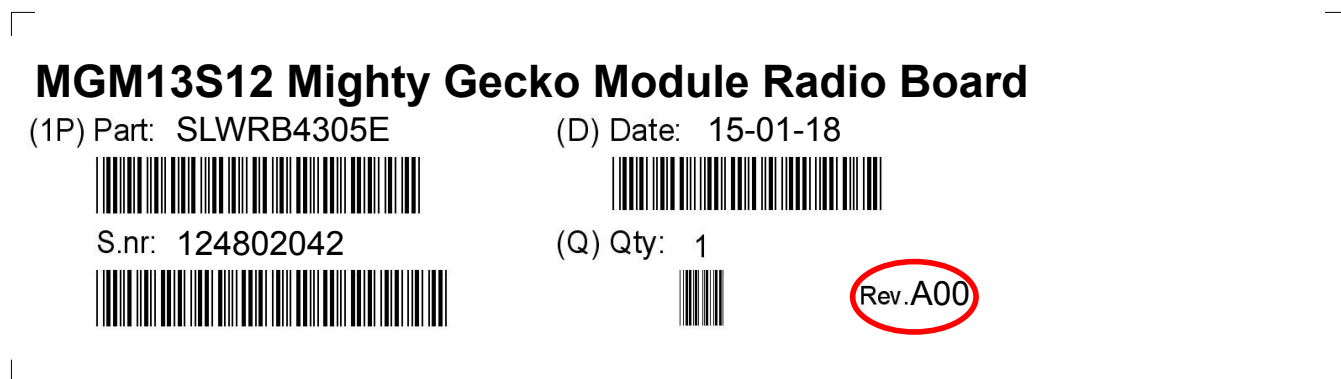 MGM13S12 Mighty Gecko Module Radio Board
(1P) Part: SLWRB4305E (D) Date: 15-01-18
S.nr: 124802042 (Q) Qty: 1
Rev.A00